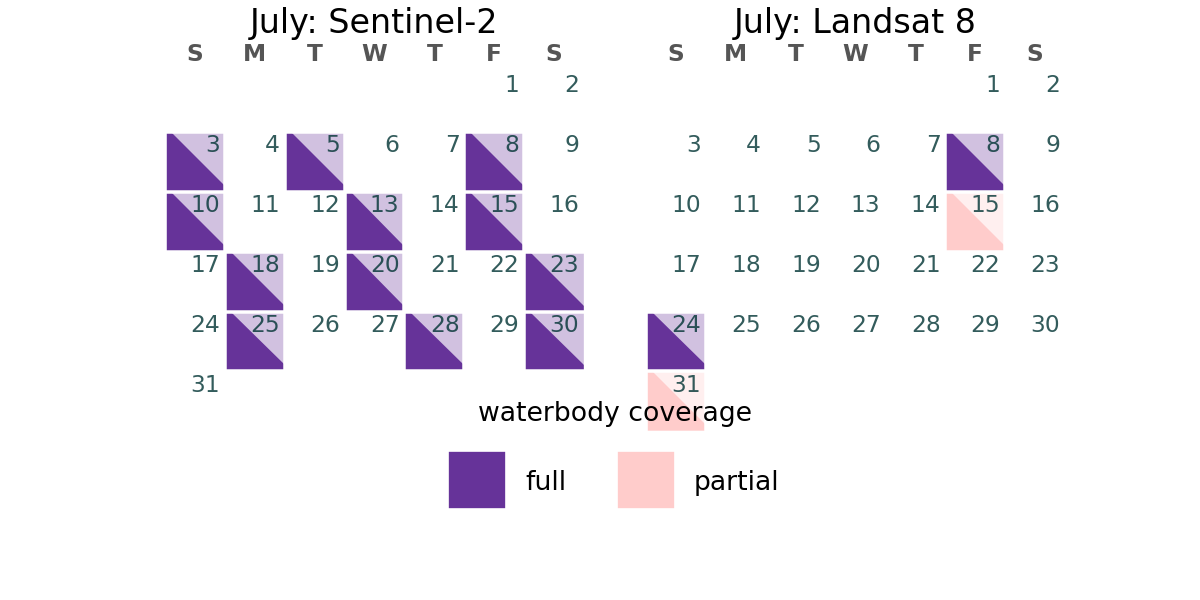 July: Sentinel-2
S M T W T F S
1 2
3 4 5 6 7 8 9
10 11 12 13 14 15 16
17 18 19 20 21 22 23
24 25 26 27 28 29 30
31
July: Landsat 8
S M T W T F S
1 2
3 4 5 6 7 8 9
10 11 12 13 14 15 16
17 18 19 20 21 22 23
24 25 26 27 28 29 30
31
waterbody coverage
full partial